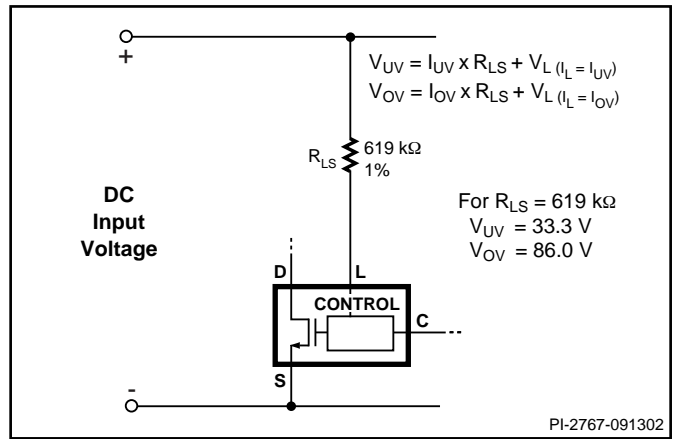 +
V_UV = I_UV x R_LS + V_L (I_L = I_UV)
V_OV = I_OV x R_LS + V_L (I_L = I_OV)
R_LS
619 kΩ
1%
DC
Input
Voltage
For R_LS = 619 kΩ
V_UV = 33.3 V
V_OV = 86.0 V
D
L
CONTROL
C
S
-
PI-2767-091302